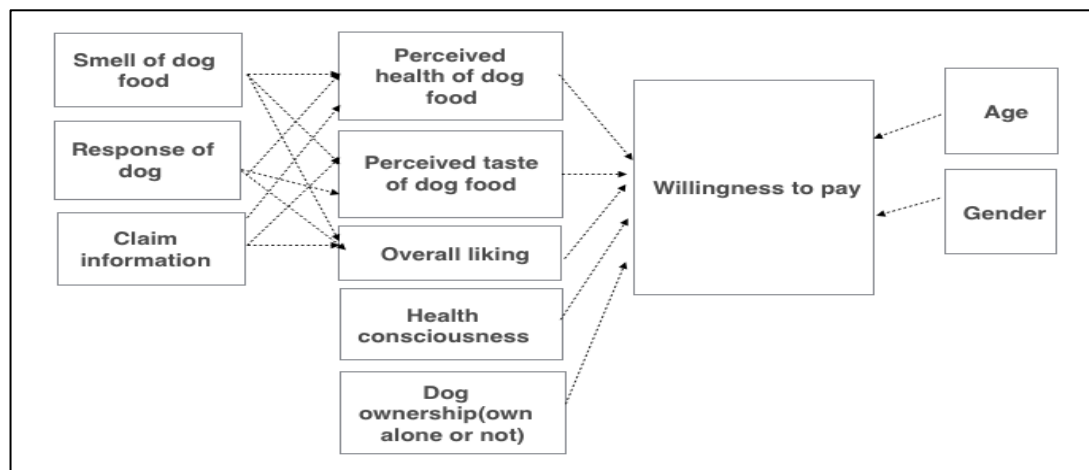 Smell of dog
food
Response of
dog
Claim
information
Perceived
health of dog
food
Perceived taste
of dog food
Overall liking
Health
consciousness
Dog
ownership(own
alone or not)
Willingness to pay
Age
Gender